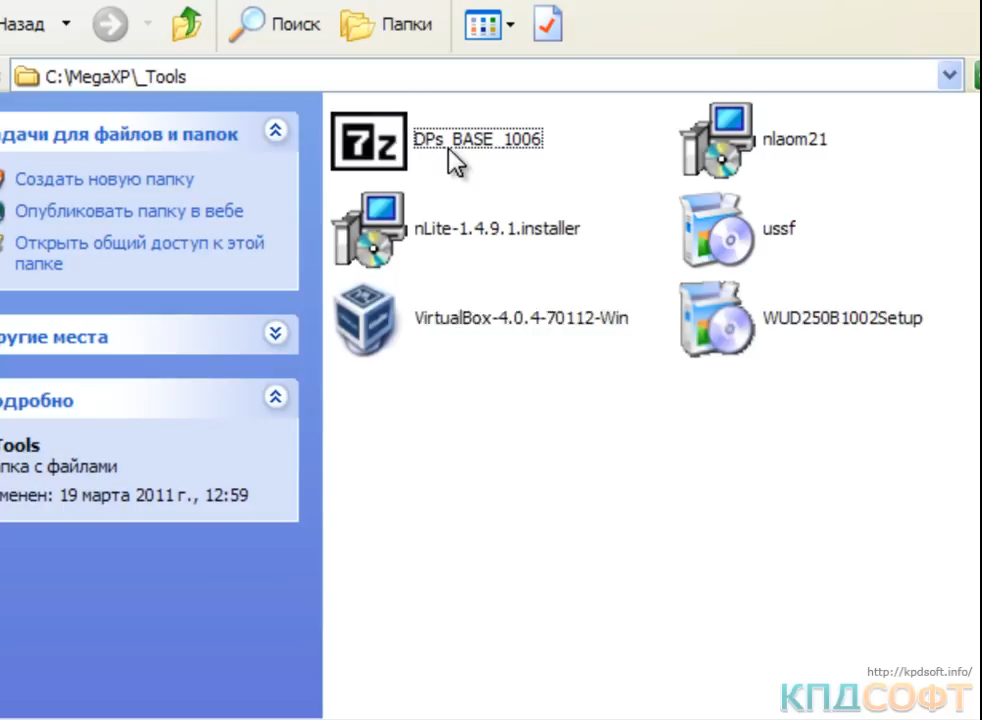 Назад
Поиск
Папки
C:\MegaXP\_Tools
дачи для файлов и папок
Создать новую папку
Опубликовать папку в вебе
Открыть общий доступ к этой
папке
ругие места
одробно
Tools
пка с файлами
менен: 19 марта 2011 г., 12:59
7z
DPs_BASE_1006
nlaom21
nLite-1.4.9.1.installer
ussf
VirtualBox-4.0.4-70112-Win
WUD250B1002Setup
http://kpdsoft.info/
КПДСОФТ